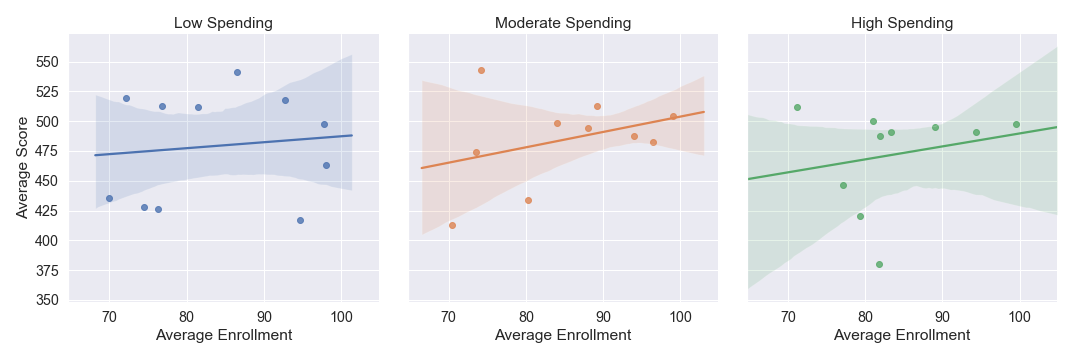 Low Spending
Moderate Spending
High Spending
Average Score
550
525
500
475
450
425
400
375
350
70 80 90 100
70 80 90 100
70 80 90 100
Average Enrollment
Average Enrollment
Average Enrollment